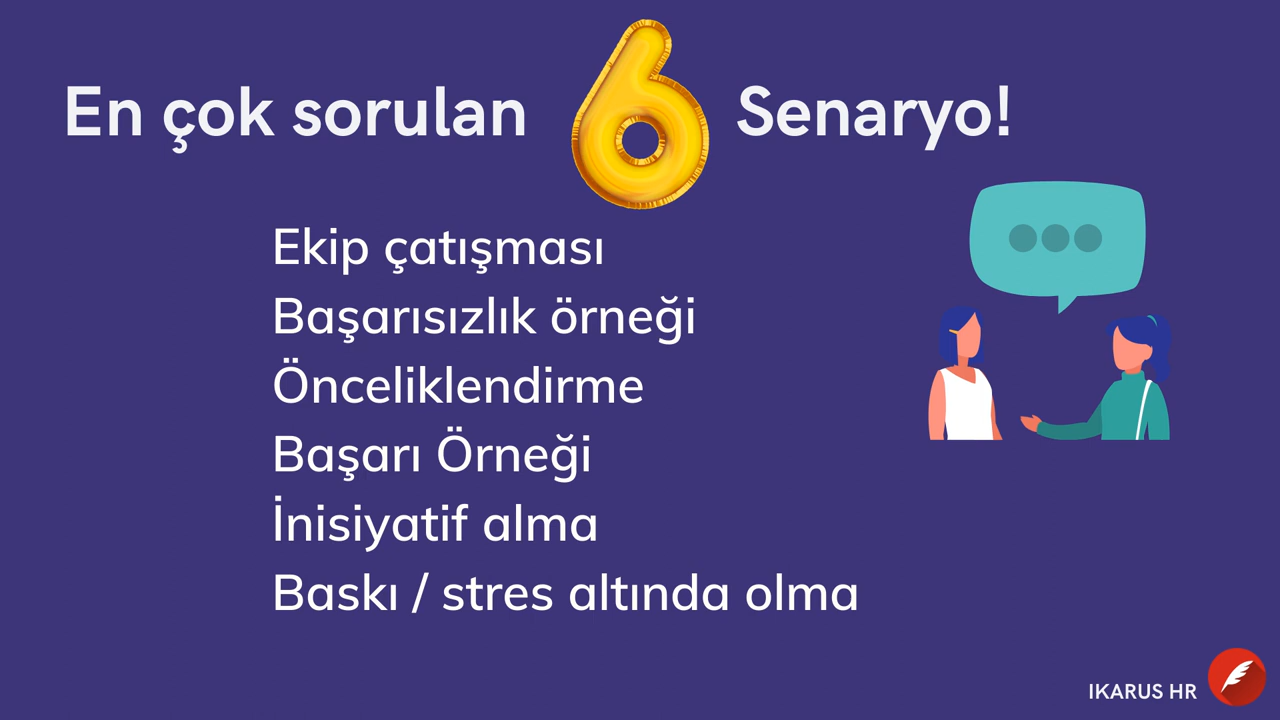 En çok sorulan 6 Senaryo!
Ekip çatışması
Başarısızlık örneği
Önceliklendirme
Başarı Örneği
İnisiyatif alma
Baskı / stres altında olma
IKARUS HR